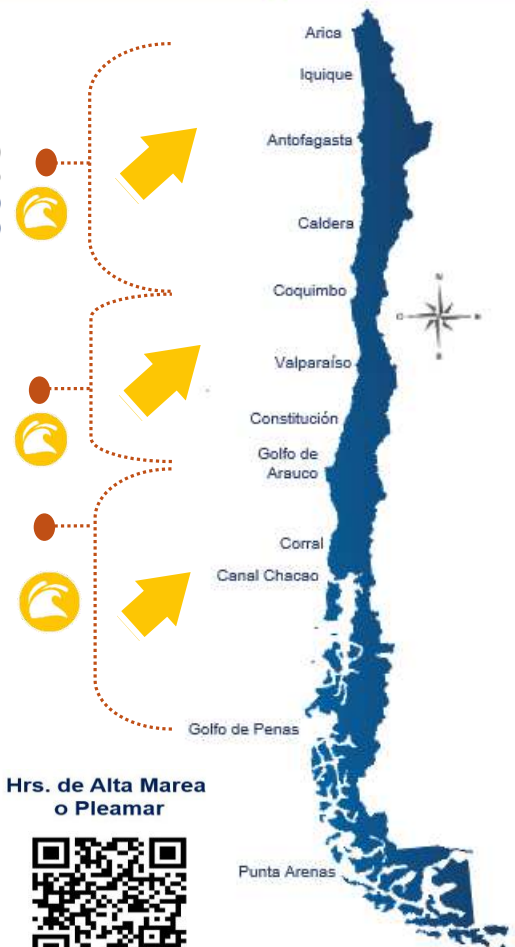 Arica
Iquique
Antofagasta
Caldera
Coquimbo
N
Valparaíso
Constitución
Golfo de
Arauco
Corral
Canal Chacao
Golfo de Penas
Hrs. de Alta Marea
o Pleamar
Punta Arenas